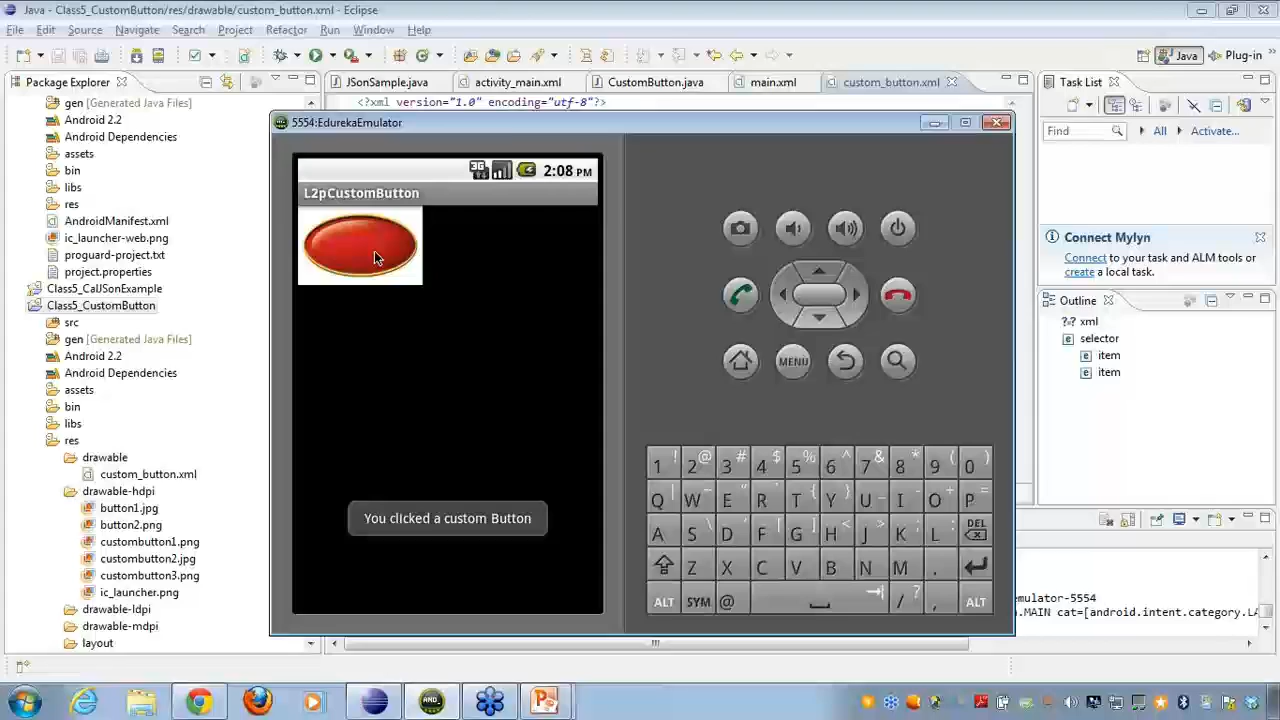 Java - Class5_CustomButton/res/drawable/custom_button.xml - Eclipse
File Edit Source Refactor Navigate Search Project Run Window Help
Java Plug-in
Package Explorer
JSonSample.java activity_main.xml CustomButton.java main.xml custom_button.xml
Task List
<?xml version="1.0" encoding="utf-8"?>
gen [Generated Java Files]
Android 2.2
Android Dependencies
assets
bin
libs
res
AndroidManifest.xml
ic_launcher-web.png
proguard-project.txt
project.properties
Class5_CalJSonExample
Class5_CustomButton
src
gen [Generated Java Files]
Android 2.2
Android Dependencies
assets
bin
libs
res
drawable
custom_button.xml
drawable-hdpi
button1.jpg
button2.png
custombutton1.png
custombutton2.jpg
custombutton3.png
ic_launcher.png
drawable-ldpi
drawable-mdpi
layout
5554:EdurekaEmulator
3G 2:08 PM
L2pCustomButton
You clicked a custom Button
MENU
1 ! 2 @ 3 # 4 $ 5 % 6 ^ 7 & 8 * 9 ( 0 )
Q W E R T { Y } U I O P
A S D F [ G ] H < J > K ; L :
Z X C V B N M .
DEL
ALT SYM @ / ? , ALT
Find All Activate...
Connect Mylyn
Connect to your task and ALM tools or
create a local task.
Outline
?=? xml
e selector
e item
e item
emulator-5554
.MAIN cat=[android.intent.category.LA